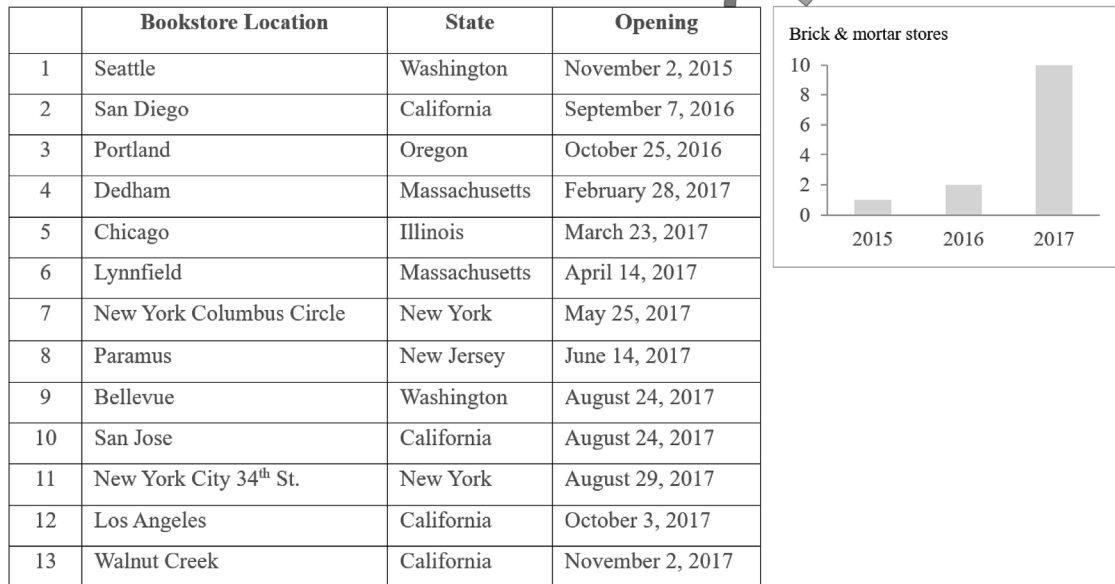 Bookstore Location State Opening
1 Seattle Washington November 2, 2015
2 San Diego California September 7, 2016
3 Portland Oregon October 25, 2016
4 Dedham Massachusetts February 28, 2017
5 Chicago Illinois March 23, 2017
6 Lynnfield Massachusetts April 14, 2017
7 New York Columbus Circle New York May 25, 2017
8 Paramus New Jersey June 14, 2017
9 Bellevue Washington August 24, 2017
10 San Jose California August 24, 2017
11 New York City 34th St. New York August 29, 2017
12 Los Angeles California October 3, 2017
13 Walnut Creek California November 2, 2017
Brick & mortar stores
10
8
6
4
2
0
2015 2016 2017